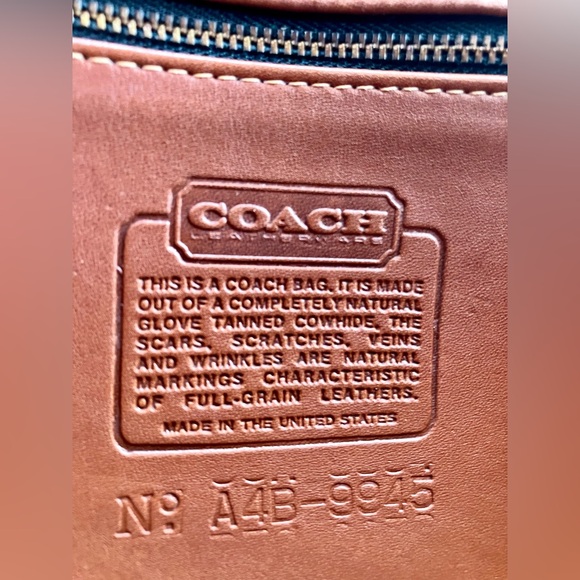 COACH
LEATHERWARE
THIS IS A COACH BAG. IT IS MADE
OUT OF A COMPLETELY NATURAL
GLOVE TANNED COWHIDE, THE
SCARS, SCRATCHES, VEINS
AND WRINKLES ARE NATURAL
MARKINGS CHARACTERISTIC
OF FULL-GRAIN LEATHERS.
MADE IN THE UNITED STATES
No: A4B-9945